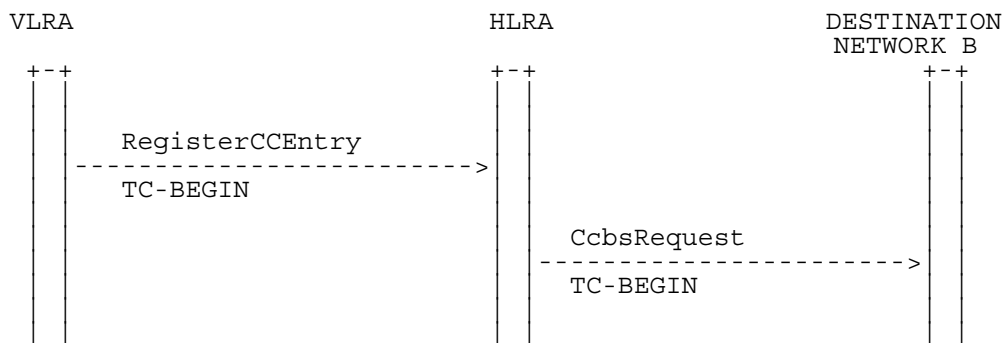 VLRA HLRA DESTINATION
NETWORK B
RegisterCCEntry
TC-BEGIN
CcbsRequest
TC-BEGIN